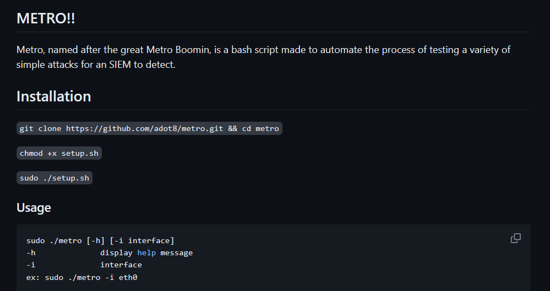 METRO!!
Metro, named after the great Metro Boomin, is a bash script made to automate the process of testing a variety of
simple attacks for an SIEM to detect.
Installation
git clone https://github.com/adot8/metro.git && cd metro
chmod +x setup.sh
sudo ./setup.sh
Usage
sudo ./metro [-h] [-i interface]
-h display help message
-i interface
ex: sudo ./metro -i eth0